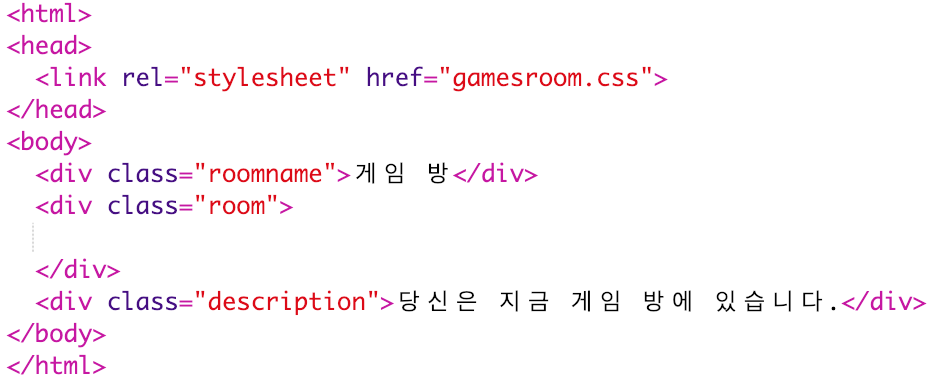 <html>
<head>
  <link rel="stylesheet" href="gamesroom.css">
</head>
<body>
  <div class="roomname">게임 방</div>
  <div class="room">
  </div>
  <div class="description">당신은 지금 게임 방에 있습니다.</div>
</body>
</html>